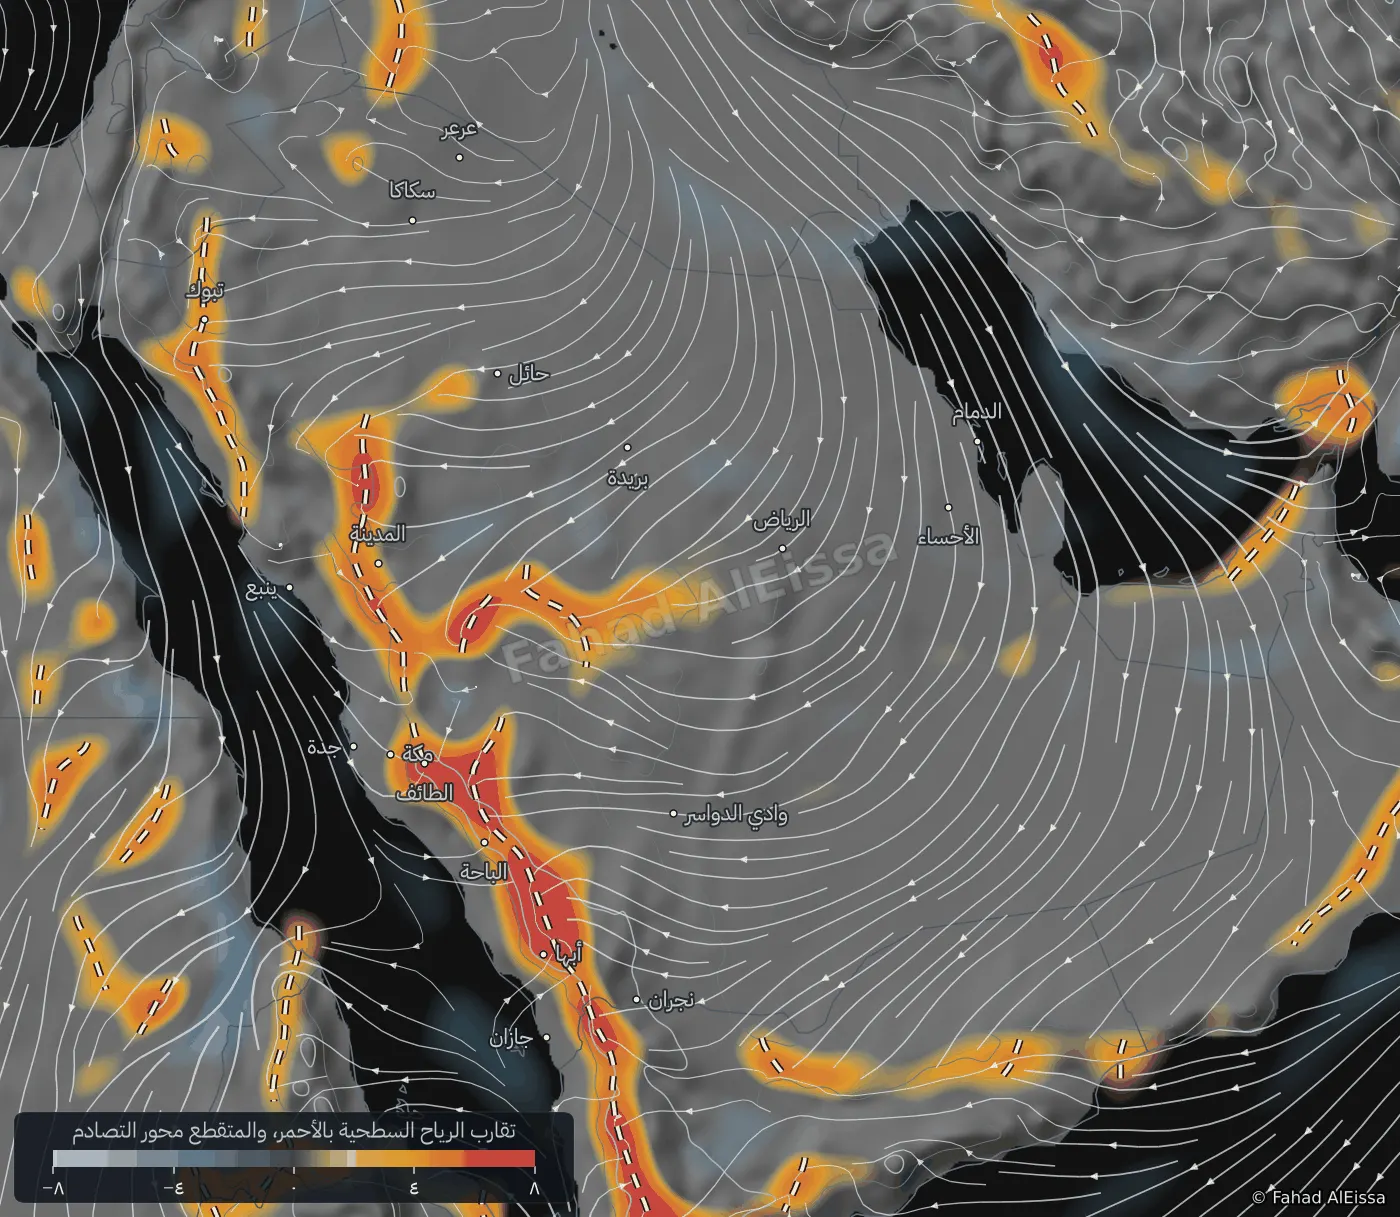 عرعر
سكاكا
تبوك
حائل
الدمام
بريدة
الرياض
المدينة
الأحساء
ينبع
Fahad AlEissa
جدة
مكة
الطائف
وادي الدواسر
الباحة
أبها
نجران
جازان
تقارب الرياح السطحية بالأحمر، والمتقطع محور التصادم
−٨ −٤ ٠ ٤ ٨
© Fahad AlEissa